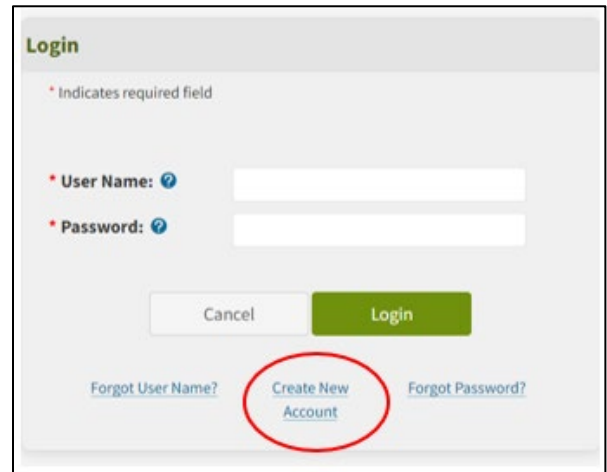 Login
* Indicates required field
* User Name: ?
* Password: ?
Cancel Login
Forgot User Name? Create New Forgot Password?
Account